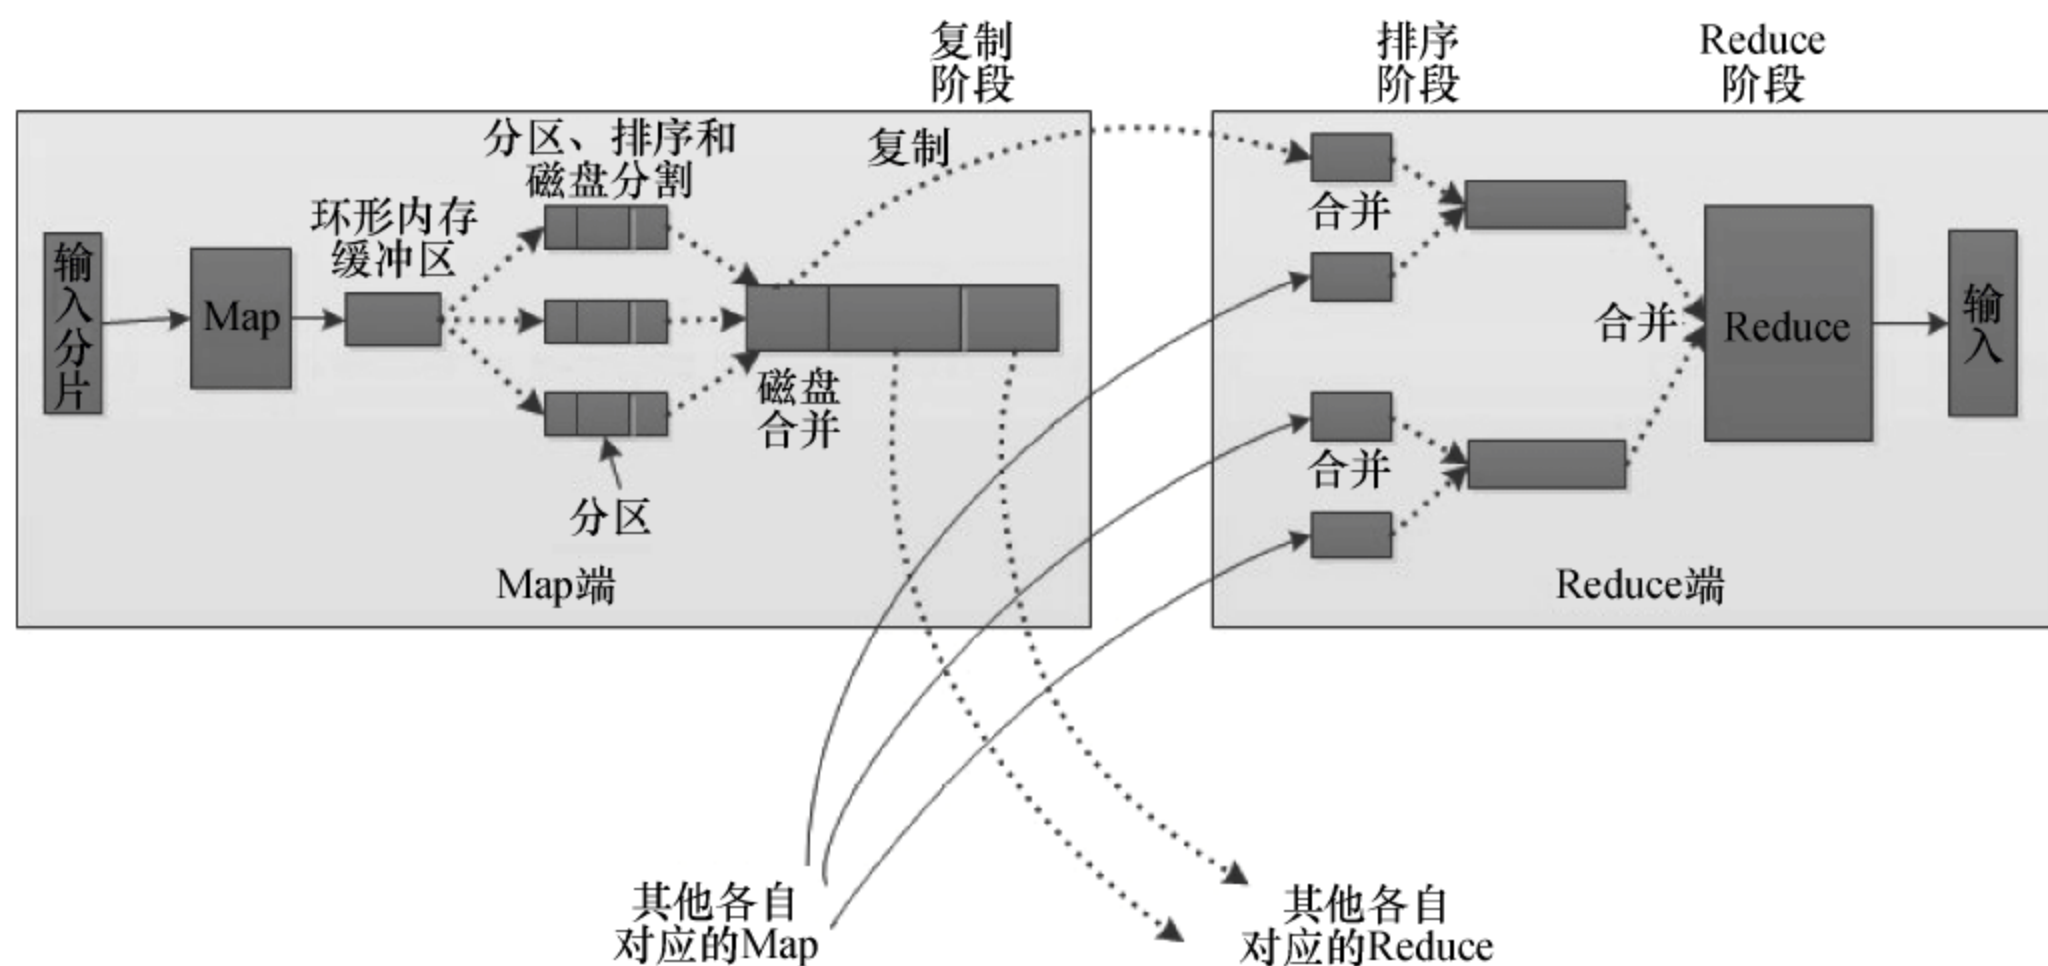 复制
阶段
排序
阶段
Reduce
阶段
分区、排序和
磁盘分割
复制
环形内存
缓冲区
输入分片
Map
磁盘
合并
分区
Map端
合并
合并
合并
Reduce
输入
Reduce端
其他各自
对应的Map
其他各自
对应的Reduce